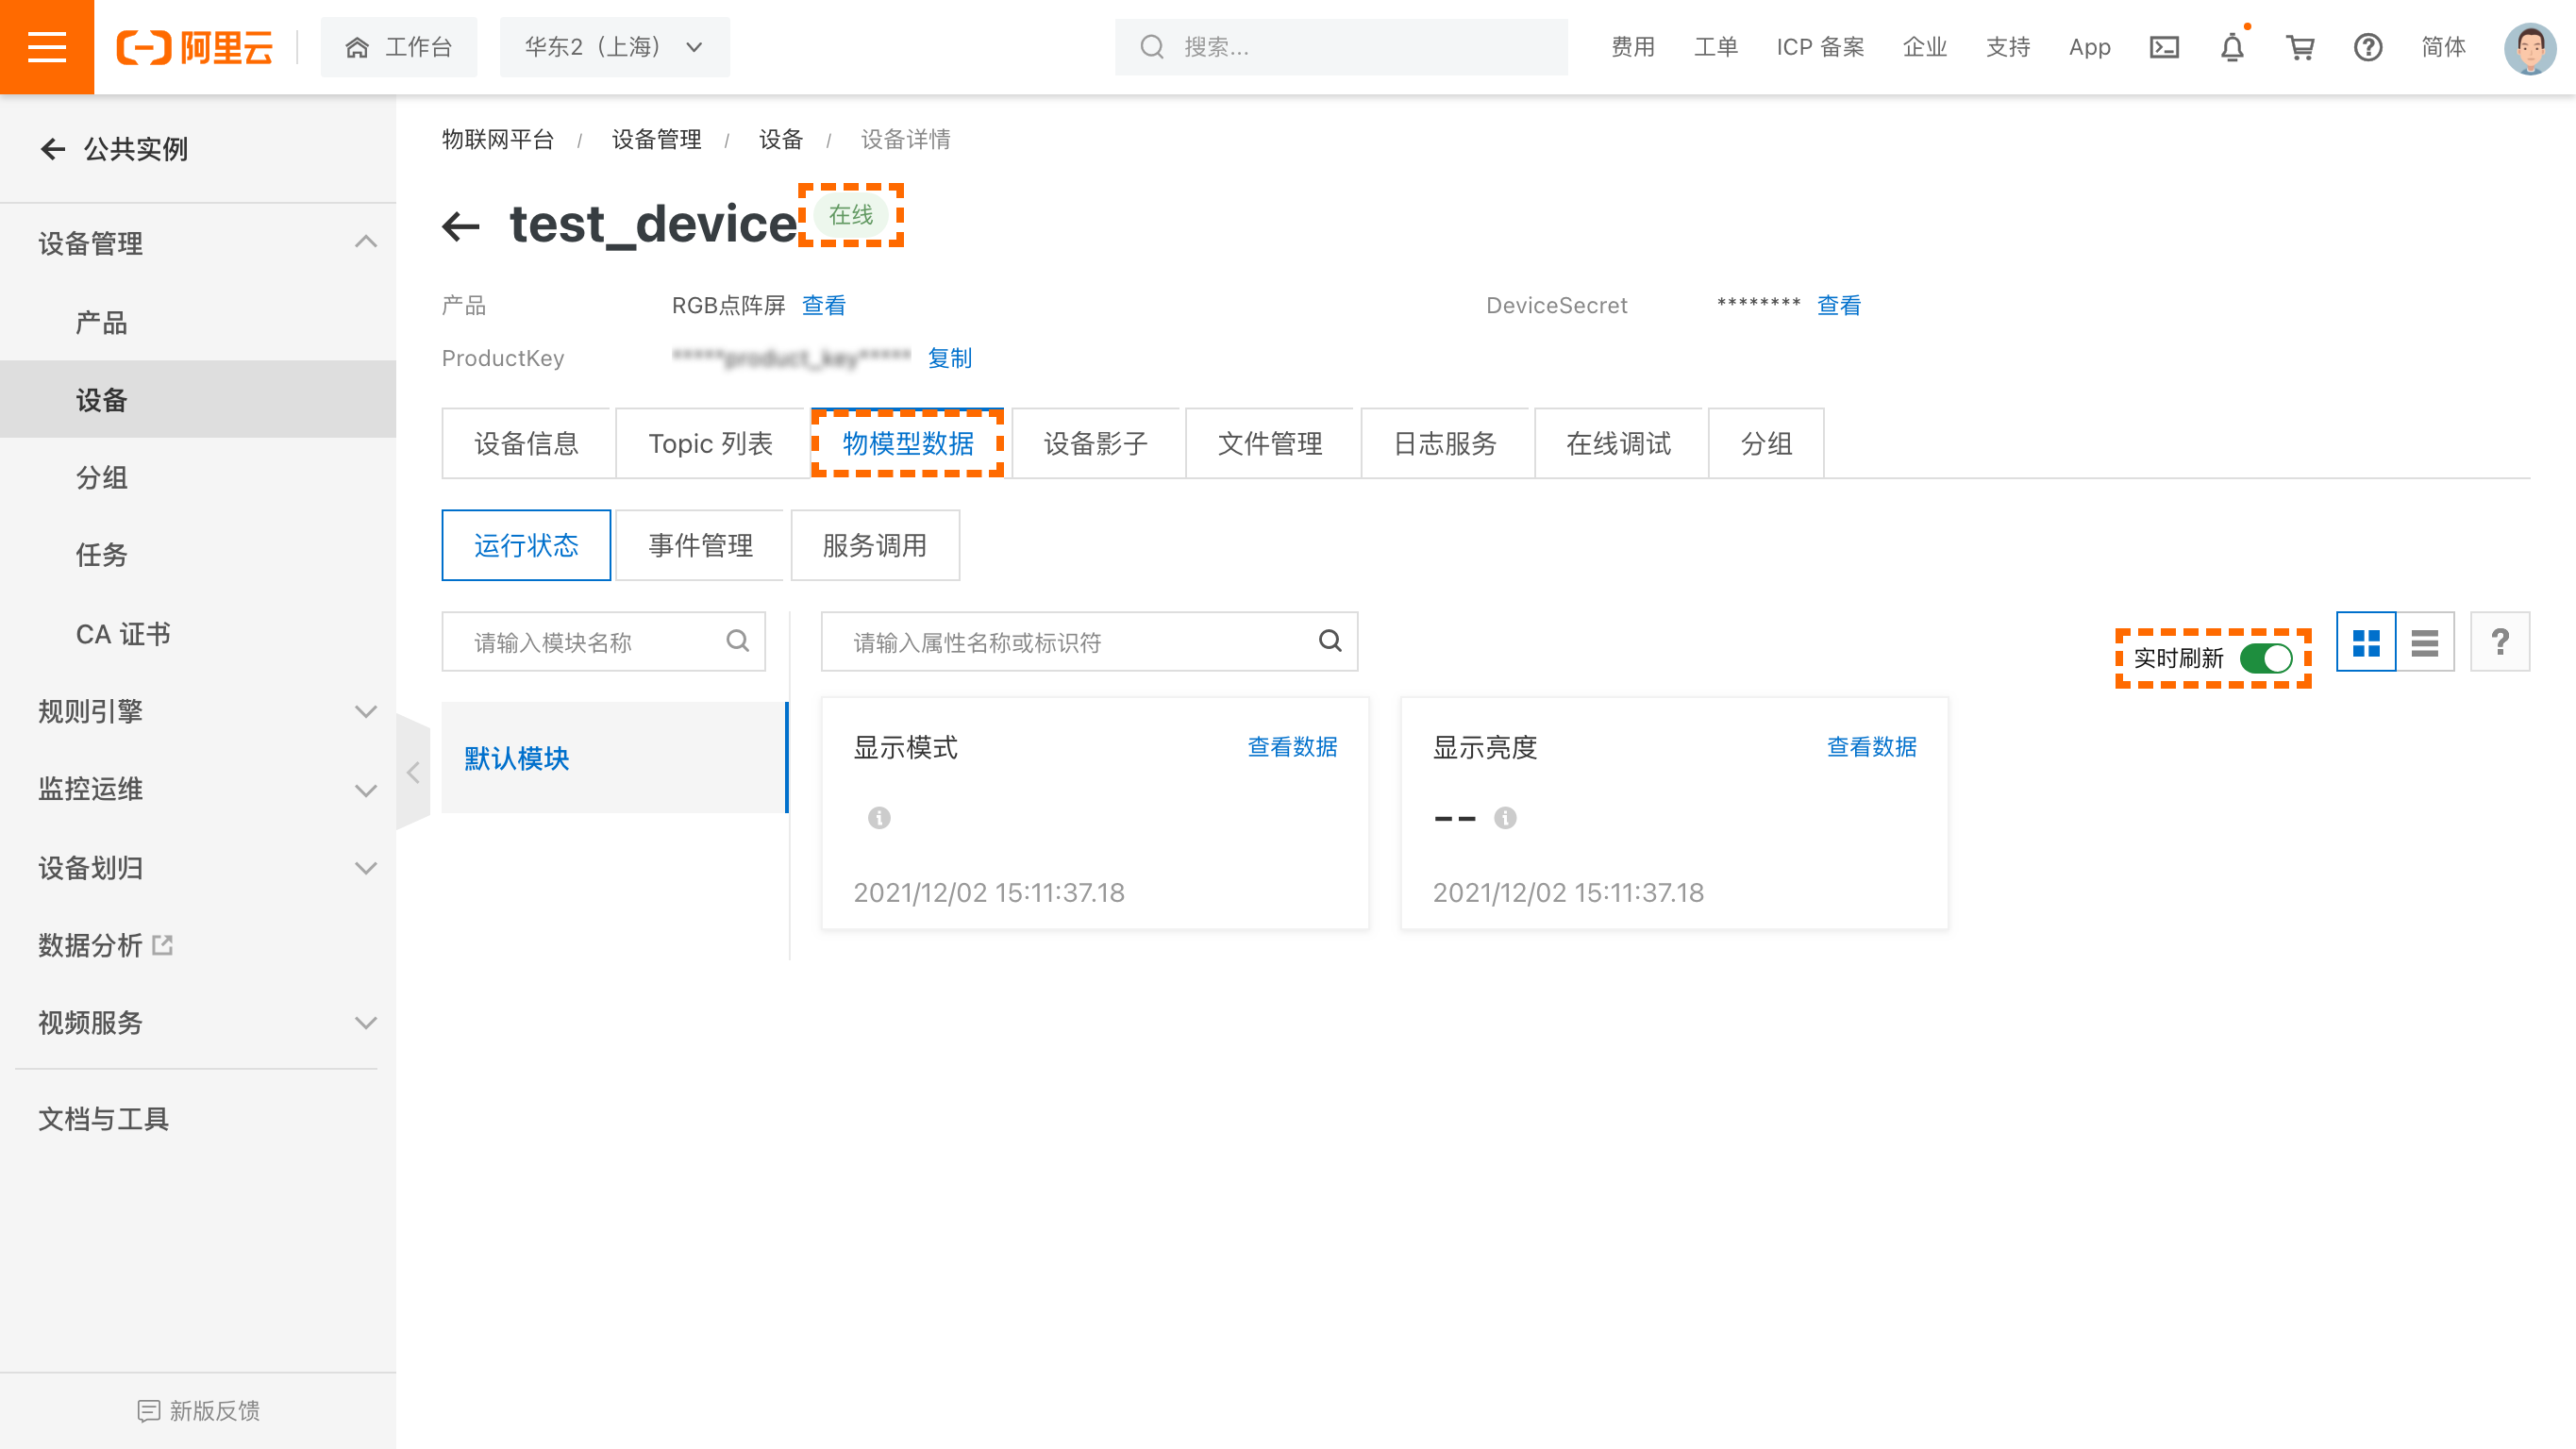 阿里云 工作台 华东2（上海） 搜索... 费用 工单 ICP 备案 企业 支持 App 简体
公共实例
设备管理
产品
设备
分组
任务
CA 证书
规则引擎
监控运维
设备划归
数据分析
视频服务
文档与工具
新版反馈
物联网平台 / 设备管理 / 设备 / 设备详情
test_device 在线
产品 RGB点阵屏 查看 DeviceSecret ******** 查看
ProductKey *****product_key***** 复制
设备信息 Topic 列表 物模型数据 设备影子 文件管理 日志服务 在线调试 分组
运行状态 事件管理 服务调用
请输入模块名称 请输入属性名称或标识符 实时刷新 ?
默认模块
显示模式 查看数据 显示亮度 查看数据
--
2021/12/02 15:11:37.18 2021/12/02 15:11:37.18